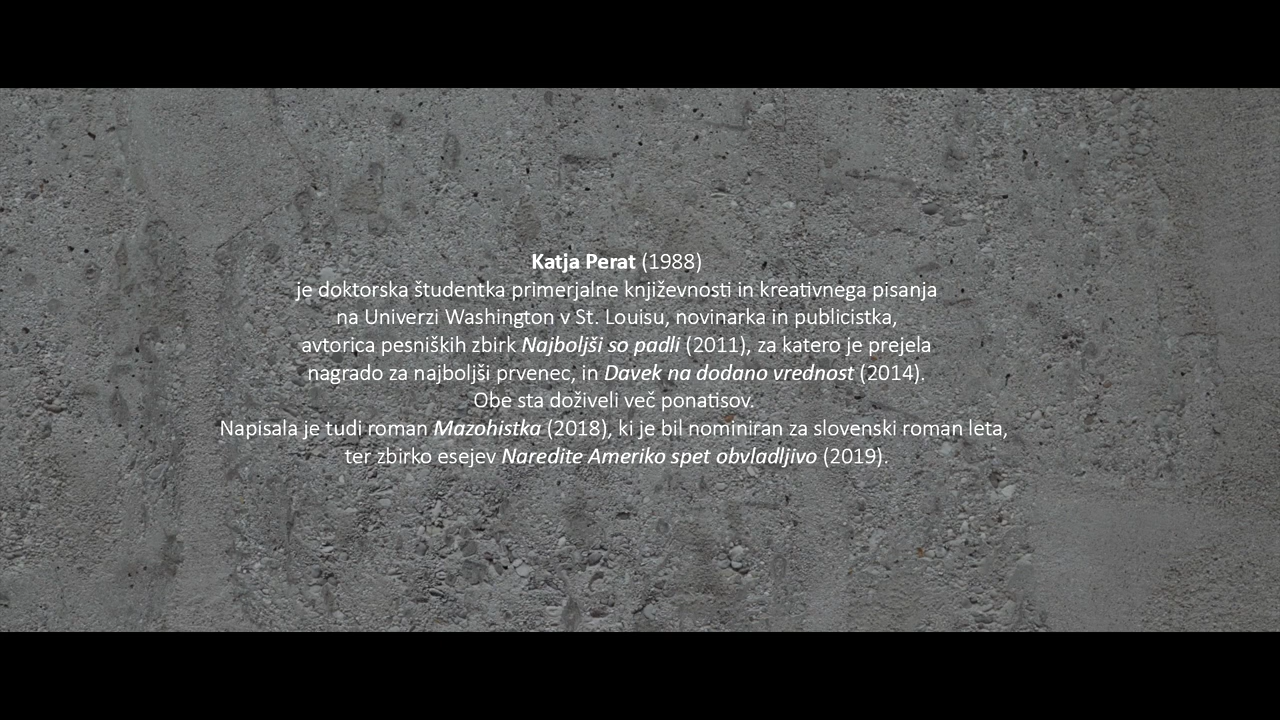 Katja Perat (1988)
je doktorska študentka primerjalne književnosti in kreativnega pisanja
na Univerzi Washington v St. Louisu, novinarka in publicistka,
avtorica pesniških zbirk Najboljši so padli (2011), za katero je prejela
nagrado za najboljši prvenec, in Davek na dodano vrednost (2014).
Obe sta doživeli več ponatisov.
Napisala je tudi roman Mazohistka (2018), ki je bil nominiran za slovenski roman leta,
ter zbirko esejev Naredite Ameriko spet obvladljivo (2019).